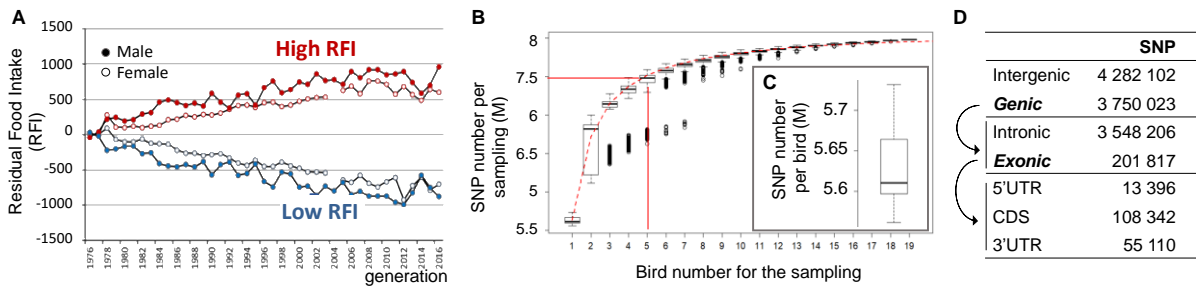 A
1500
1000
500
0
-500
-1000
-1500
Residual Food Intake
(RFI)
Male
Female
High RFI
Low RFI
1976
1978
1980
1982
1984
1986
1988
1990
1992
1994
1996
1998
2000
2002
2004
2006
2008
2010
2012
2014
2016
generation
B
SNP number per
sampling (M)
8
7.5
7
6.5
6
5.5
5.5
1 2 3 4 5 6 7 8 9 10 11 12 13 14 15 16 17 18 19
Bird number for the sampling
C
SNP number
per bird (M)
5.7
5.65
5.6
D
SNP
Intergenic 4 282 102
Genic 3 750 023
Intronic 3 548 206
Exonic 201 817
5'UTR 13 396
CDS 108 342
3'UTR 55 110